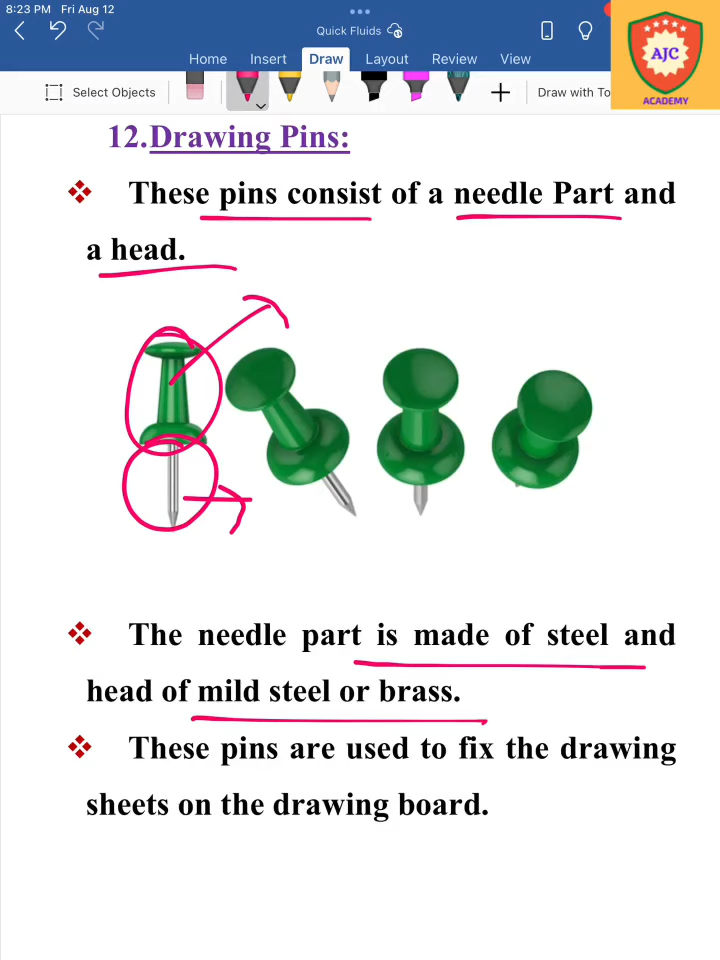 8:23 PM Fri Aug 12
Quick Fluids
Home Insert Draw Layout Review View
Select Objects
Draw with To
AJC
ACADEMY
12.Drawing Pins:
These pins consist of a needle Part and
a head.
The needle part is made of steel and
head of mild steel or brass.
These pins are used to fix the drawing
sheets on the drawing board.